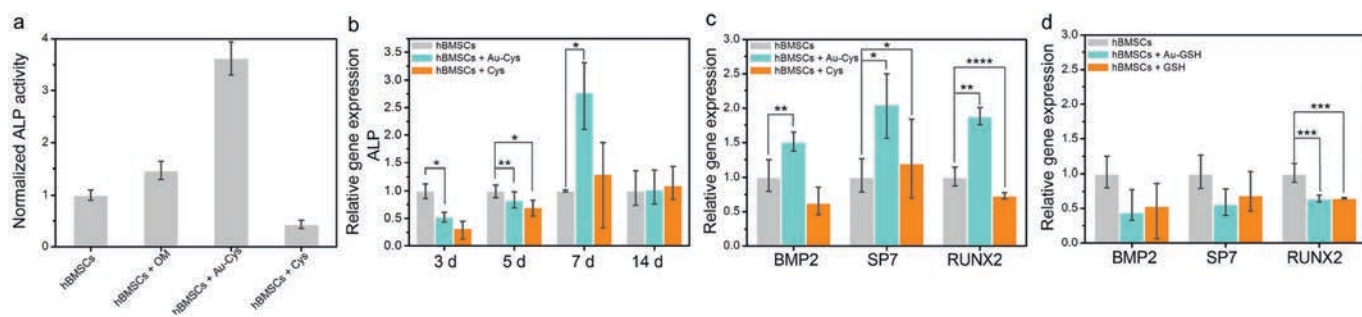 a
Normalized ALP activity
4
3
2
1
0
hBMSCs
hBMSCs + OM
hBMSCs + Au-Cys
hBMSCs + Cys
b
Relative gene expression
ALP
3.5
3.0
2.5
2.0
1.5
1.0
0.5
0.0
hBMSCs
hBMSCs + Au-Cys
hBMSCs + Cys
*
**
*
*
3 d
5 d
7 d
14 d
c
Relative gene expression
3.0
2.5
2.0
1.5
1.0
0.5
0.0
hBMSCs
hBMSCs + Au-Cys
hBMSCs + Cys
**
*
*
****
**
BMP2
SP7
RUNX2
d
Relative gene expression
3.0
2.5
2.0
1.5
1.0
0.5
0.0
hBMSCs
hBMSCs + Au-GSH
hBMSCs + GSH
***
***
BMP2
SP7
RUNX2